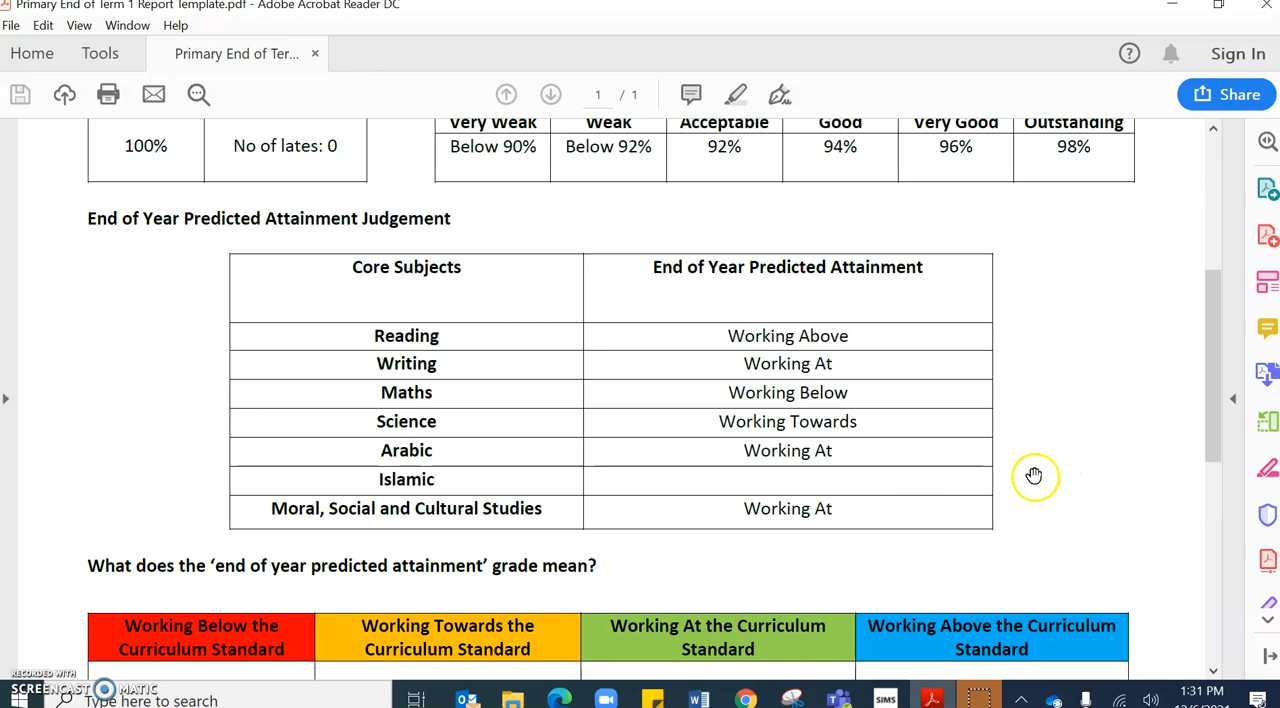 Primary End of Term 1 Report Template.pdf - Adobe Acrobat Reader DC
File Edit View Window Help
Home Tools Primary End of Ter... × Sign In
1 / 1 Share
Very Weak Weak Acceptable Good Very Good Outstanding
100% No of lates: 0 Below 90% Below 92% 92% 94% 96% 98%
End of Year Predicted Attainment Judgement
Core Subjects End of Year Predicted Attainment
Reading Working Above
Writing Working At
Maths Working Below
Science Working Towards
Arabic Working At
Islamic
Moral, Social and Cultural Studies Working At
What does the ‘end of year predicted attainment’ grade mean?
Working Below the Curriculum Standard
Working Towards the Curriculum Standard
Working At the Curriculum Standard
Working Above the Curriculum Standard
RECORDED WITH
SCREENCAST MATIC
Type here to search
SIMS
1:31 PM